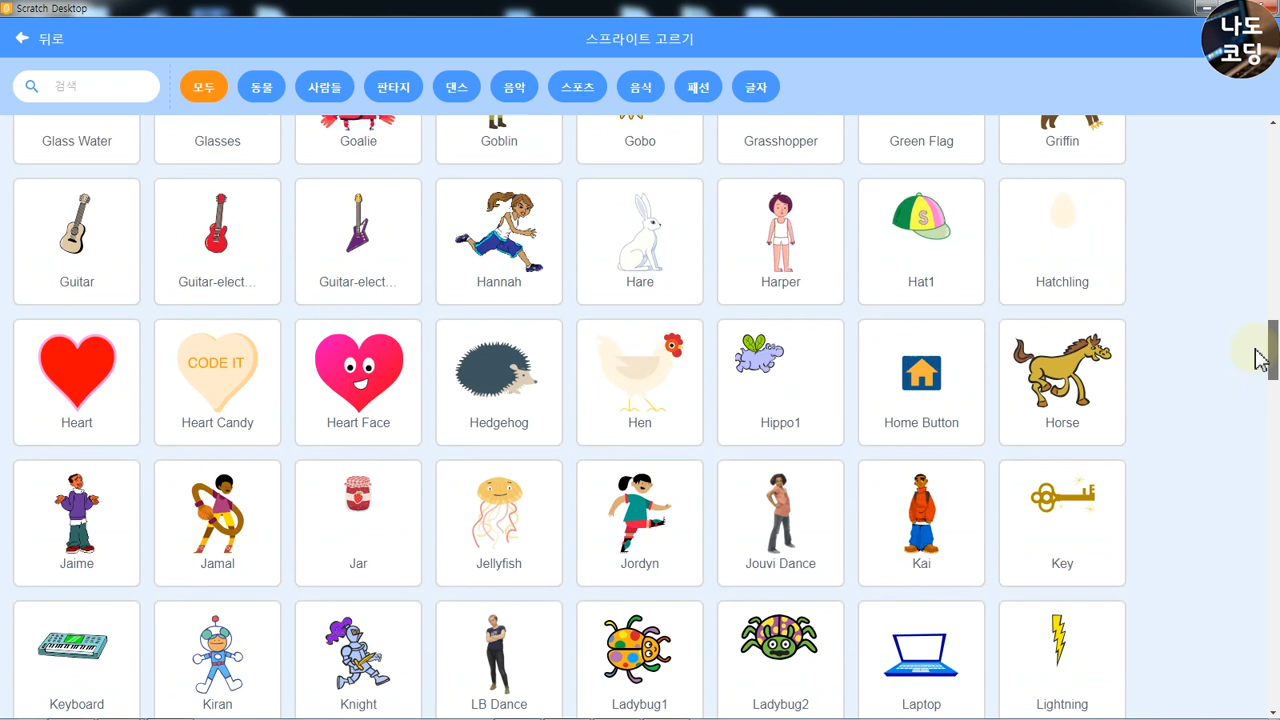 Scratch Desktop
뒤로
스프라이트 고르기
나도
코딩
검색
모두
동물
사람들
판타지
댄스
음악
스포츠
음식
패션
글자
Glass Water
Glasses
Goalie
Goblin
Gobo
Grasshopper
Green Flag
Griffin
S
Guitar
Guitar-elect...
Guitar-elect...
Hannah
Hare
Harper
Hat1
Hatchling
CODE IT
Heart
Heart Candy
Heart Face
Hedgehog
Hen
Hippo1
Home Button
Horse
Jaime
Jamal
Jar
Jellyfish
Jordyn
Jouvi Dance
Kai
Key
Keyboard
Kiran
Knight
LB Dance
Ladybug1
Ladybug2
Laptop
Lightning